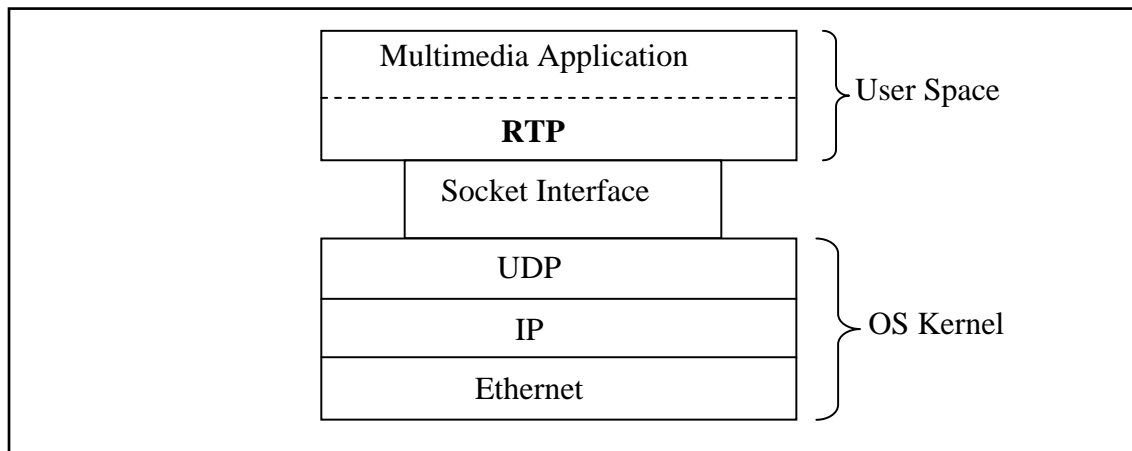 Multimedia Application
User Space
RTP
Socket Interface
UDP
IP
OS Kernel
Ethernet